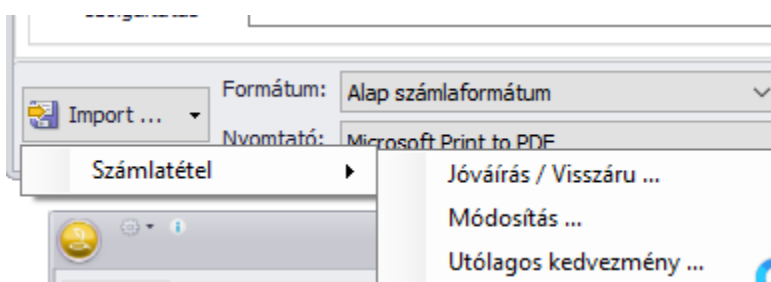 Formátum: Alap számlaformátum
Import ...
Nyomtató: Microsoft Print to PDF
Számlatétel
Jóváírás / Visszáru ...
Módosítás ...
Utólagos kedvezmény ...